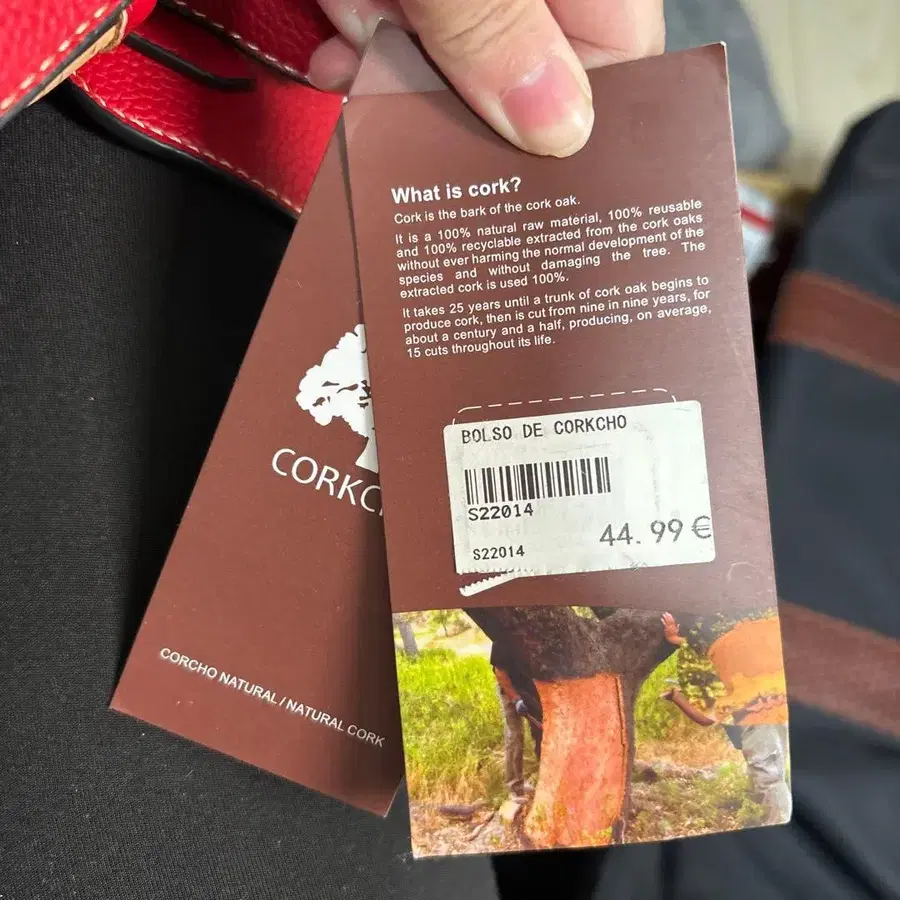 What is cork?
Cork is the bark of the cork oak.
It is a 100% natural raw material, 100% reusable
and 100% recyclable extracted from the cork oaks
without ever harming the normal development of the
species and without damaging the tree. The
extracted cork is used 100%.
It takes 25 years until a trunk of cork oak begins to
produce cork, then is cut from nine in nine years, for
about a century and a half, producing, on average,
15 cuts throughout its life.
BOLSO DE CORKCHO
S22014
44.99€
S22014
CORKC
CORCHO NATURAL / NATURAL CORK